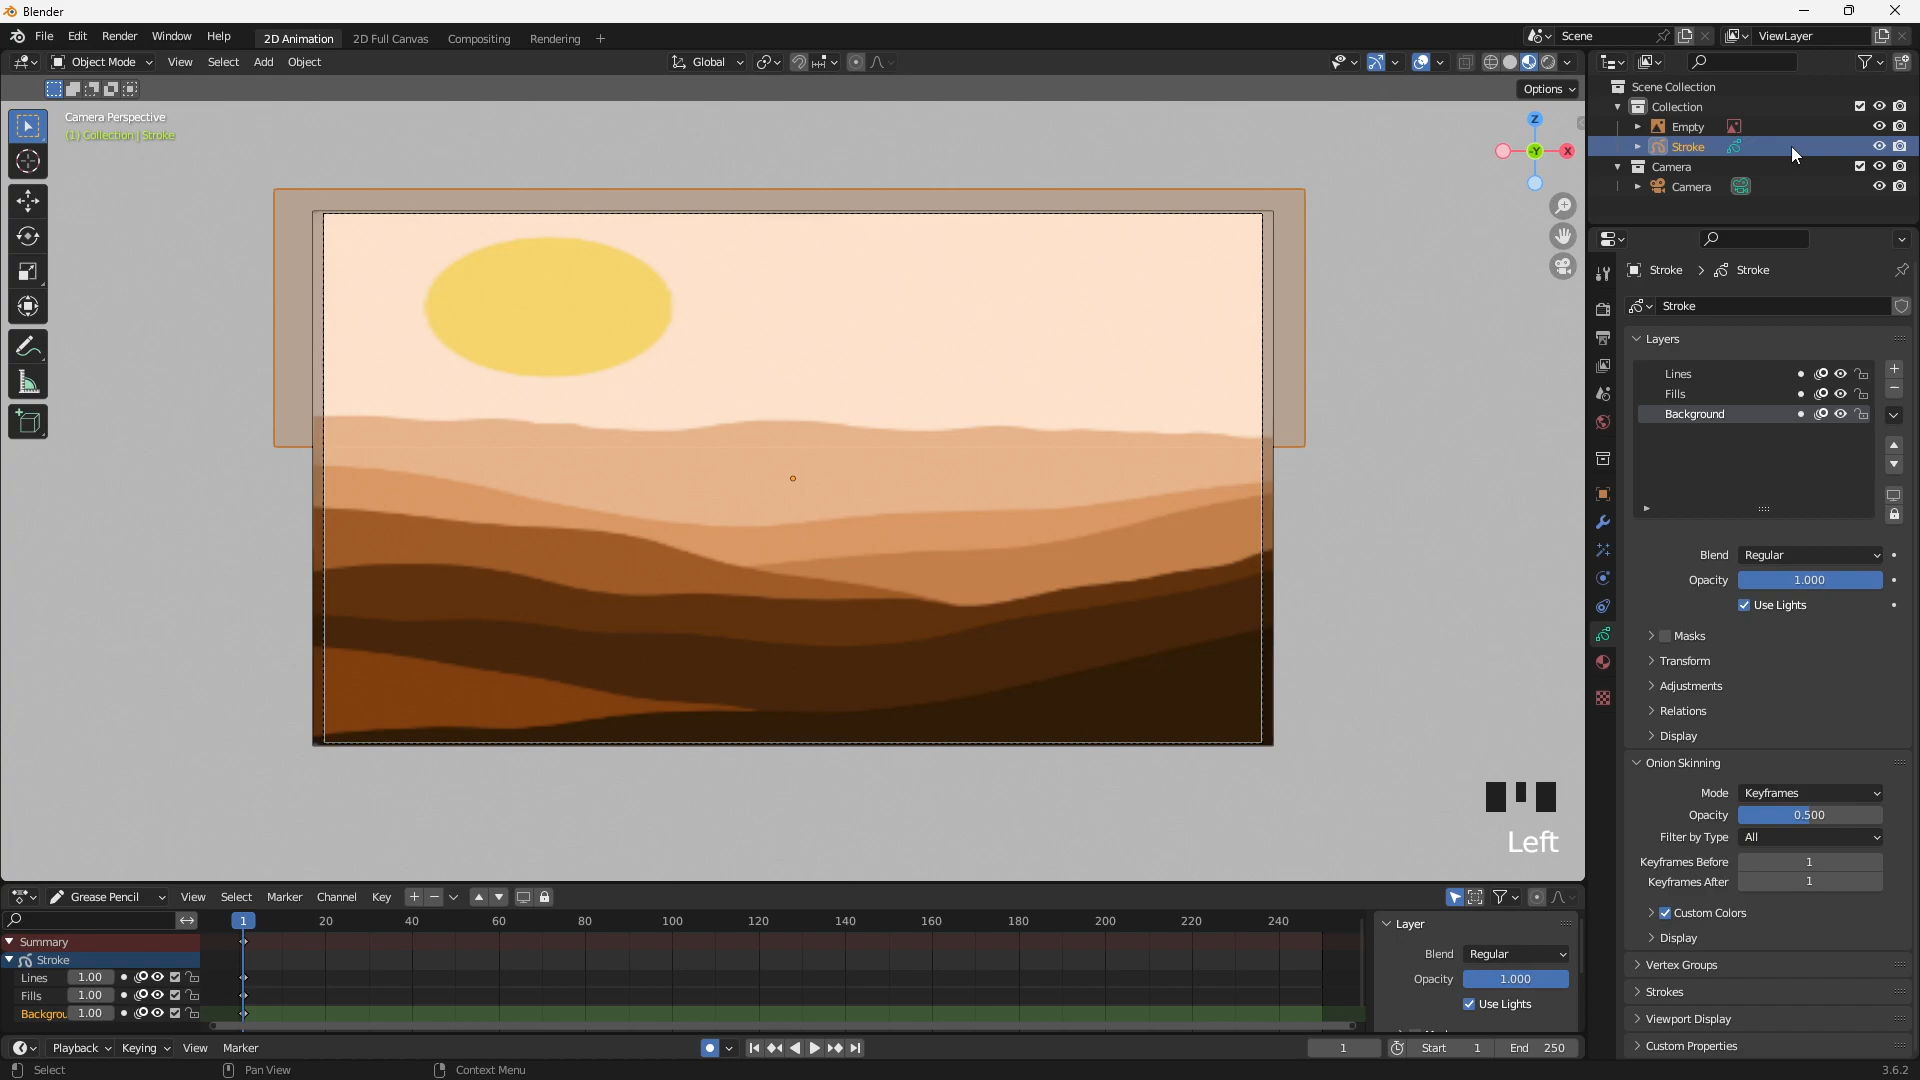 Blender
File Edit Render Window Help 2D Animation 2D Full Canvas Compositing Rendering + Scene ViewLayer
Object Mode View Select Add Object Global
Options
Camera Perspective
(1) Collection | Stroke
Z
X
-Y
Scene Collection
Collection
Empty
Stroke
Camera
Camera
Stroke > Stroke
Stroke
Layers
Lines
Fills
Background
Blend Regular
Opacity 1.000
Use Lights
Masks
Transform
Adjustments
Relations
Display
Onion Skinning
Mode Keyframes
Opacity 0.500
Filter by Type All
Keyframes Before 1
Keyframes After 1
Custom Colors
Display
Vertex Groups
Strokes
Viewport Display
Custom Properties
Left
Grease Pencil View Select Marker Channel Key
1 20 40 60 80 100 120 140 160 180 200 220 240
Summary
Stroke
Lines 1.00
Fills 1.00
Backgrou 1.00
Layer
Blend Regular
Opacity 1.000
Use Lights
Playback Keying View Marker 1 Start 1 End 250
Select Pan View Context Menu 3.6.2